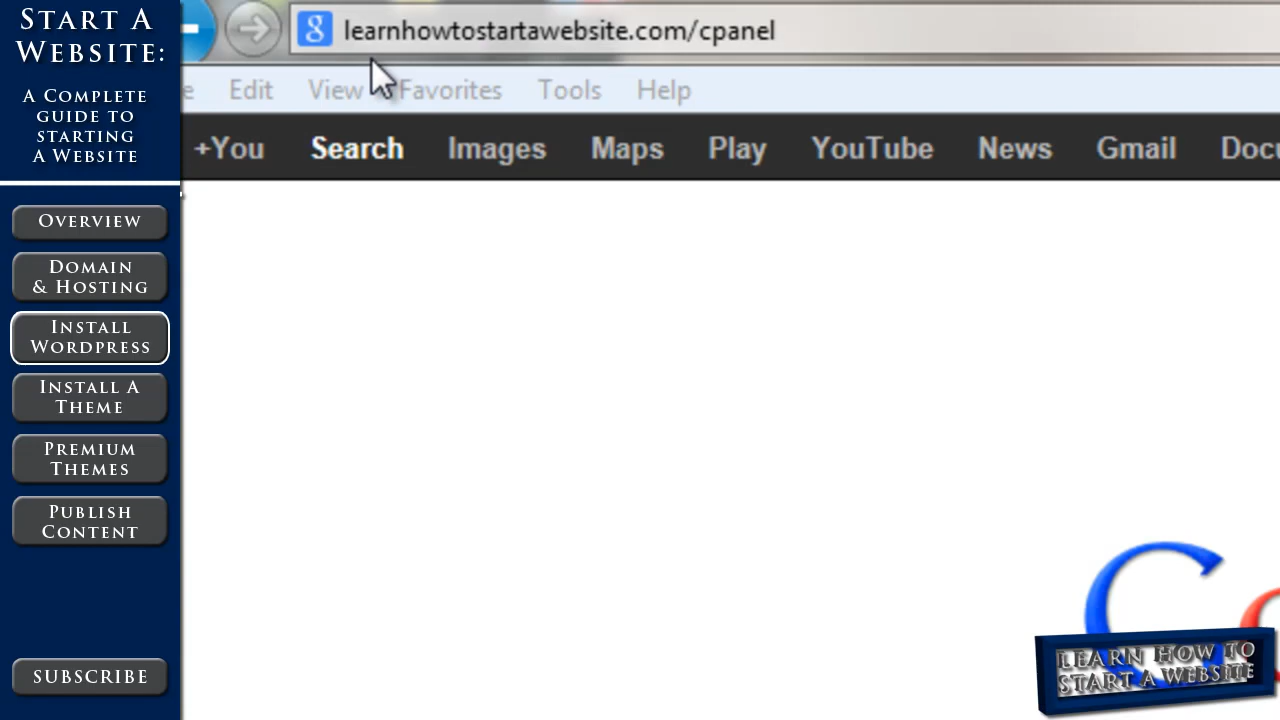 START A
WEBSITE:
A COMPLETE
GUIDE TO
STARTING
A WEBSITE
OVERVIEW
DOMAIN
& HOSTING
INSTALL
WORDPRESS
INSTALL A
THEME
PREMIUM
THEMES
PUBLISH
CONTENT
SUBSCRIBE
8 learnhowtostartawebsite.com/cpanel
Edit View Favorites Tools Help
+You Search Images Maps Play YouTube News Gmail
LEARN HOW TO
START A WEBSITE